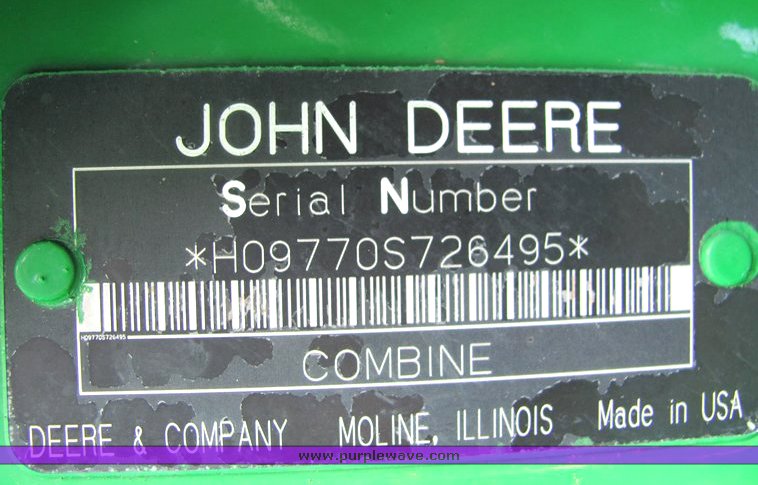 JOHN DEERE
Serial Number
*H09770S726495*
H09770S726495
COMBINE
DEERE & COMPANY MOLINE, ILLINOIS Made in USA
www.purplewave.com